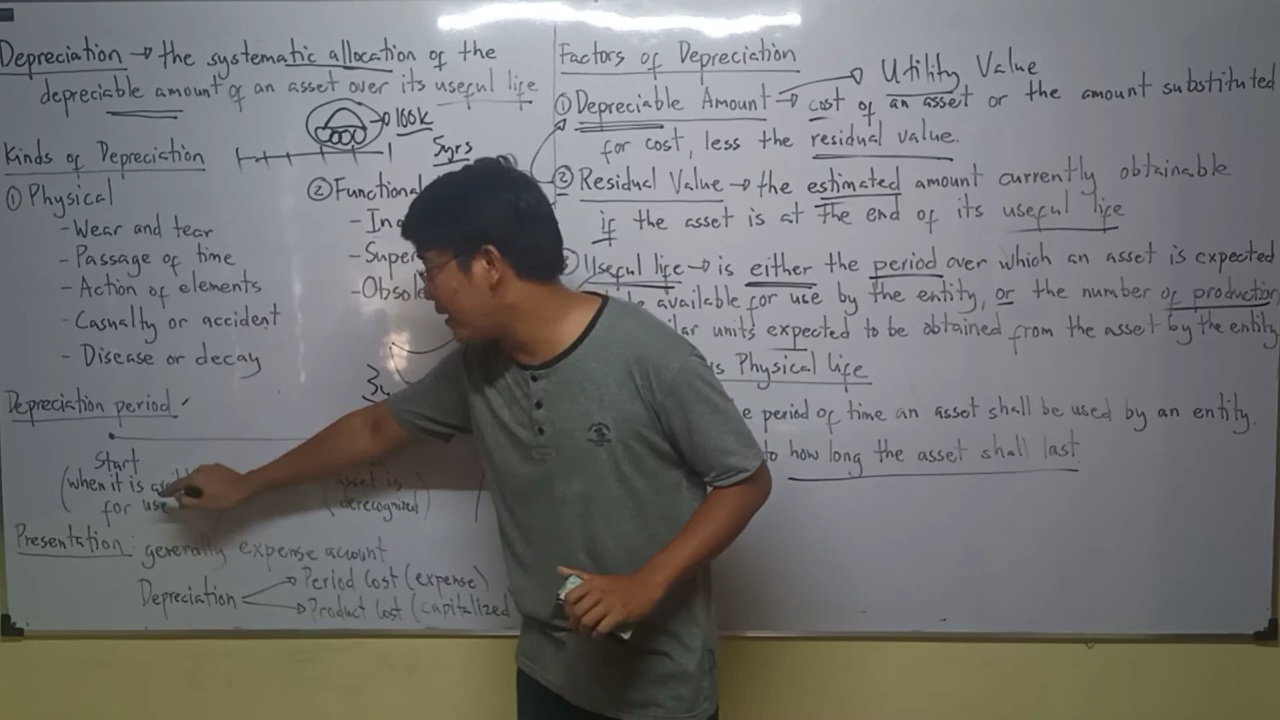 Depreciation → the systematic allocation of the
depreciable amount of an asset over its useful life
100k
5yrs
Kinds of Depreciation
① Physical
- Wear and tear
- Passage of time
- Action of elements
- Casualty or accident
- Disease or decay
② Functional
Depreciation period
Start
(when it is
for use
asset is
derecognized)
Presentation: generally expense account
Depreciation
Period Cost (expense)
Product Cost (capitalized
Factors of Depreciation
Utility Value
① Depreciable Amount → cost of an asset or the amount substituted
for cost, less the residual value.
② Residual Value → the estimated amount currently obtainable
if the asset is at the end of its useful life
Useful life → is either the period over which an asset is expected
available for use by the entity, or the number of production
units expected to be obtained from the asset by the entity
Physical life
period of time an asset shall be used by an entity.
to how long the asset shall last